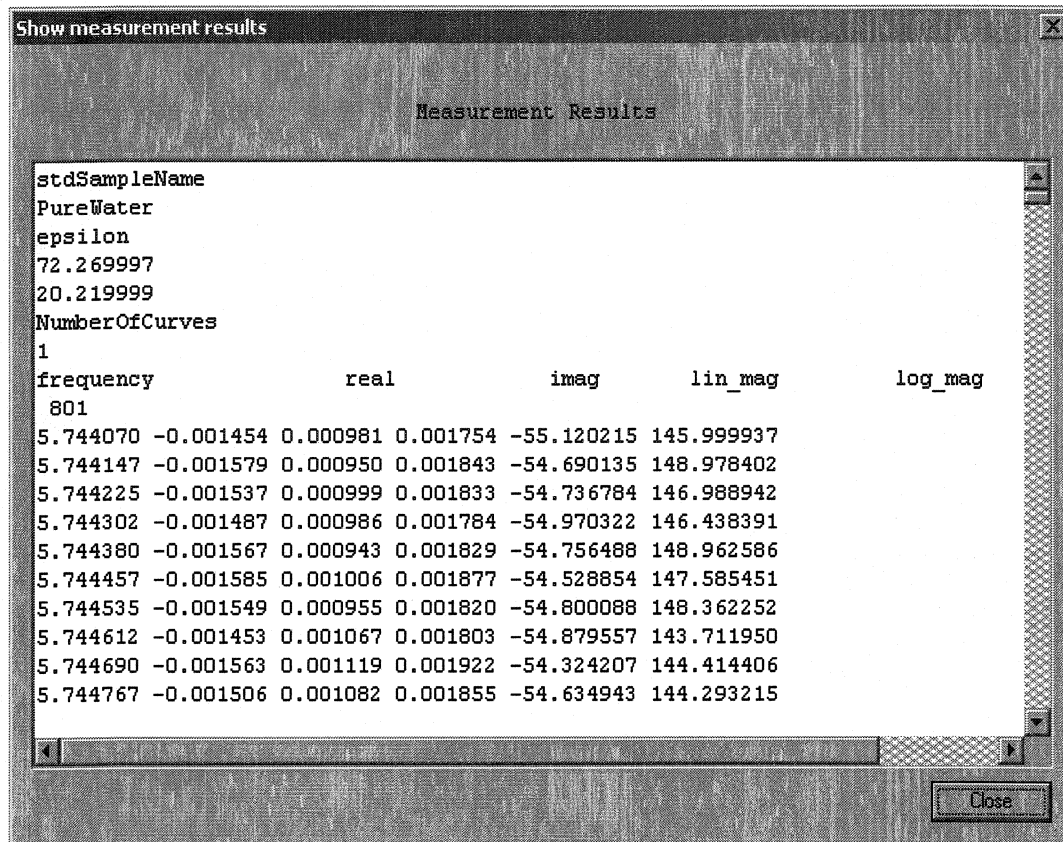 Show measurement results
Measurement Results
stdSampleName
PureWater
epsilon
72.269997
20.219999
NumberOfCurves
1
frequency real imag lin_mag log_mag
801
5.744070 -0.001454 0.000981 0.001754 -55.120215 145.999937
5.744147 -0.001579 0.000950 0.001843 -54.690135 148.978402
5.744225 -0.001537 0.000999 0.001833 -54.736784 146.988942
5.744302 -0.001487 0.000986 0.001784 -54.970322 146.438391
5.744380 -0.001567 0.000943 0.001829 -54.756488 148.962586
5.744457 -0.001585 0.001006 0.001877 -54.528854 147.585451
5.744535 -0.001549 0.000955 0.001820 -54.800088 148.362252
5.744612 -0.001453 0.001067 0.001803 -54.879557 143.711950
5.744690 -0.001563 0.001119 0.001922 -54.324207 144.414406
5.744767 -0.001506 0.001082 0.001855 -54.634943 144.293215
Close